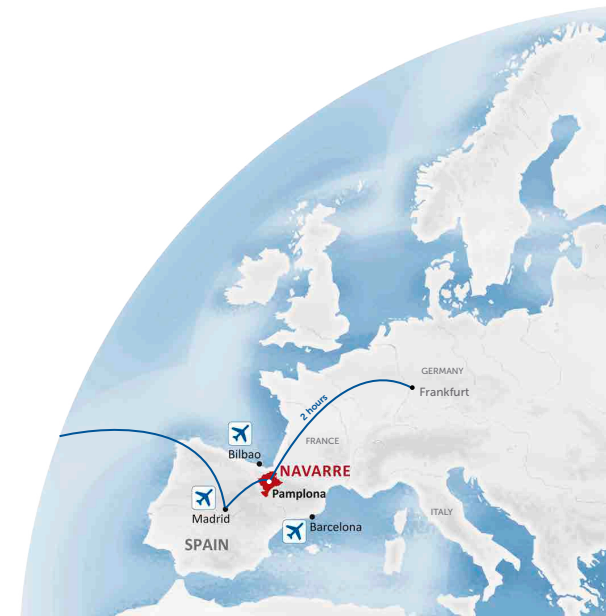 GERMANY
Frankfurt
2 hours
FRANCE
Bilbao
NAVARRE
Pamplona
Madrid
Barcelona
ITALY
SPAIN